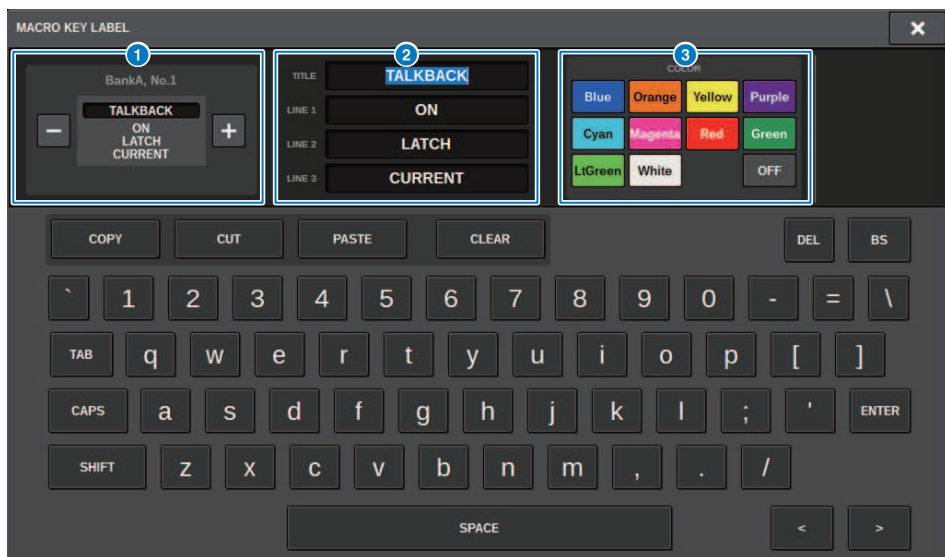 MACRO KEY LABEL ×
1 2 3
BankA, No.1
TALKBACK
ON
LATCH
CURRENT
− +
TITLE TALKBACK
LINE 1 ON
LINE 2 LATCH
LINE 3 CURRENT
COLOR
Blue Orange Yellow Purple
Cyan Magenta Red Green
LtGreen White OFF
COPY CUT PASTE CLEAR DEL BS
` 1 2 3 4 5 6 7 8 9 0 - = \
TAB q w e r t y u i o p [ ]
CAPS a s d f g h j k l ; ' ENTER
SHIFT z x c v b n m , . /
SPACE < >